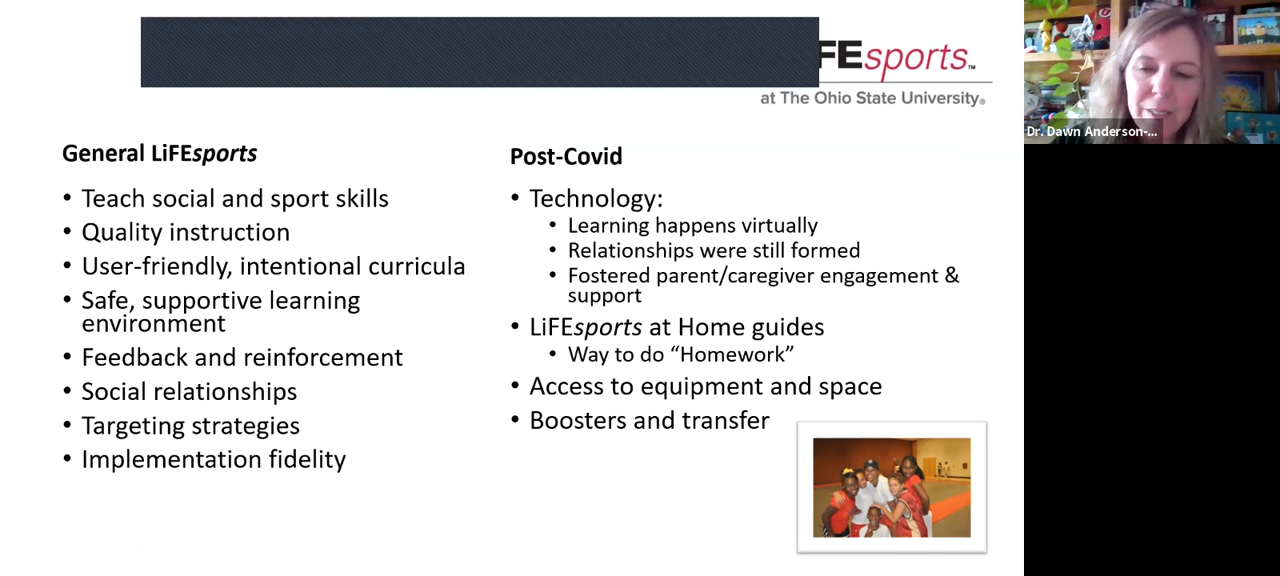 FEsports™
at The Ohio State University®
General LiFEsports
• Teach social and sport skills
• Quality instruction
• User-friendly, intentional curricula
• Safe, supportive learning
environment
• Feedback and reinforcement
• Social relationships
• Targeting strategies
• Implementation fidelity
Post-Covid
• Technology:
• Learning happens virtually
• Relationships were still formed
• Fostered parent/caregiver engagement &
support
• LiFEsports at Home guides
• Way to do “Homework”
• Access to equipment and space
• Boosters and transfer
Dr. Dawn Anderson-...